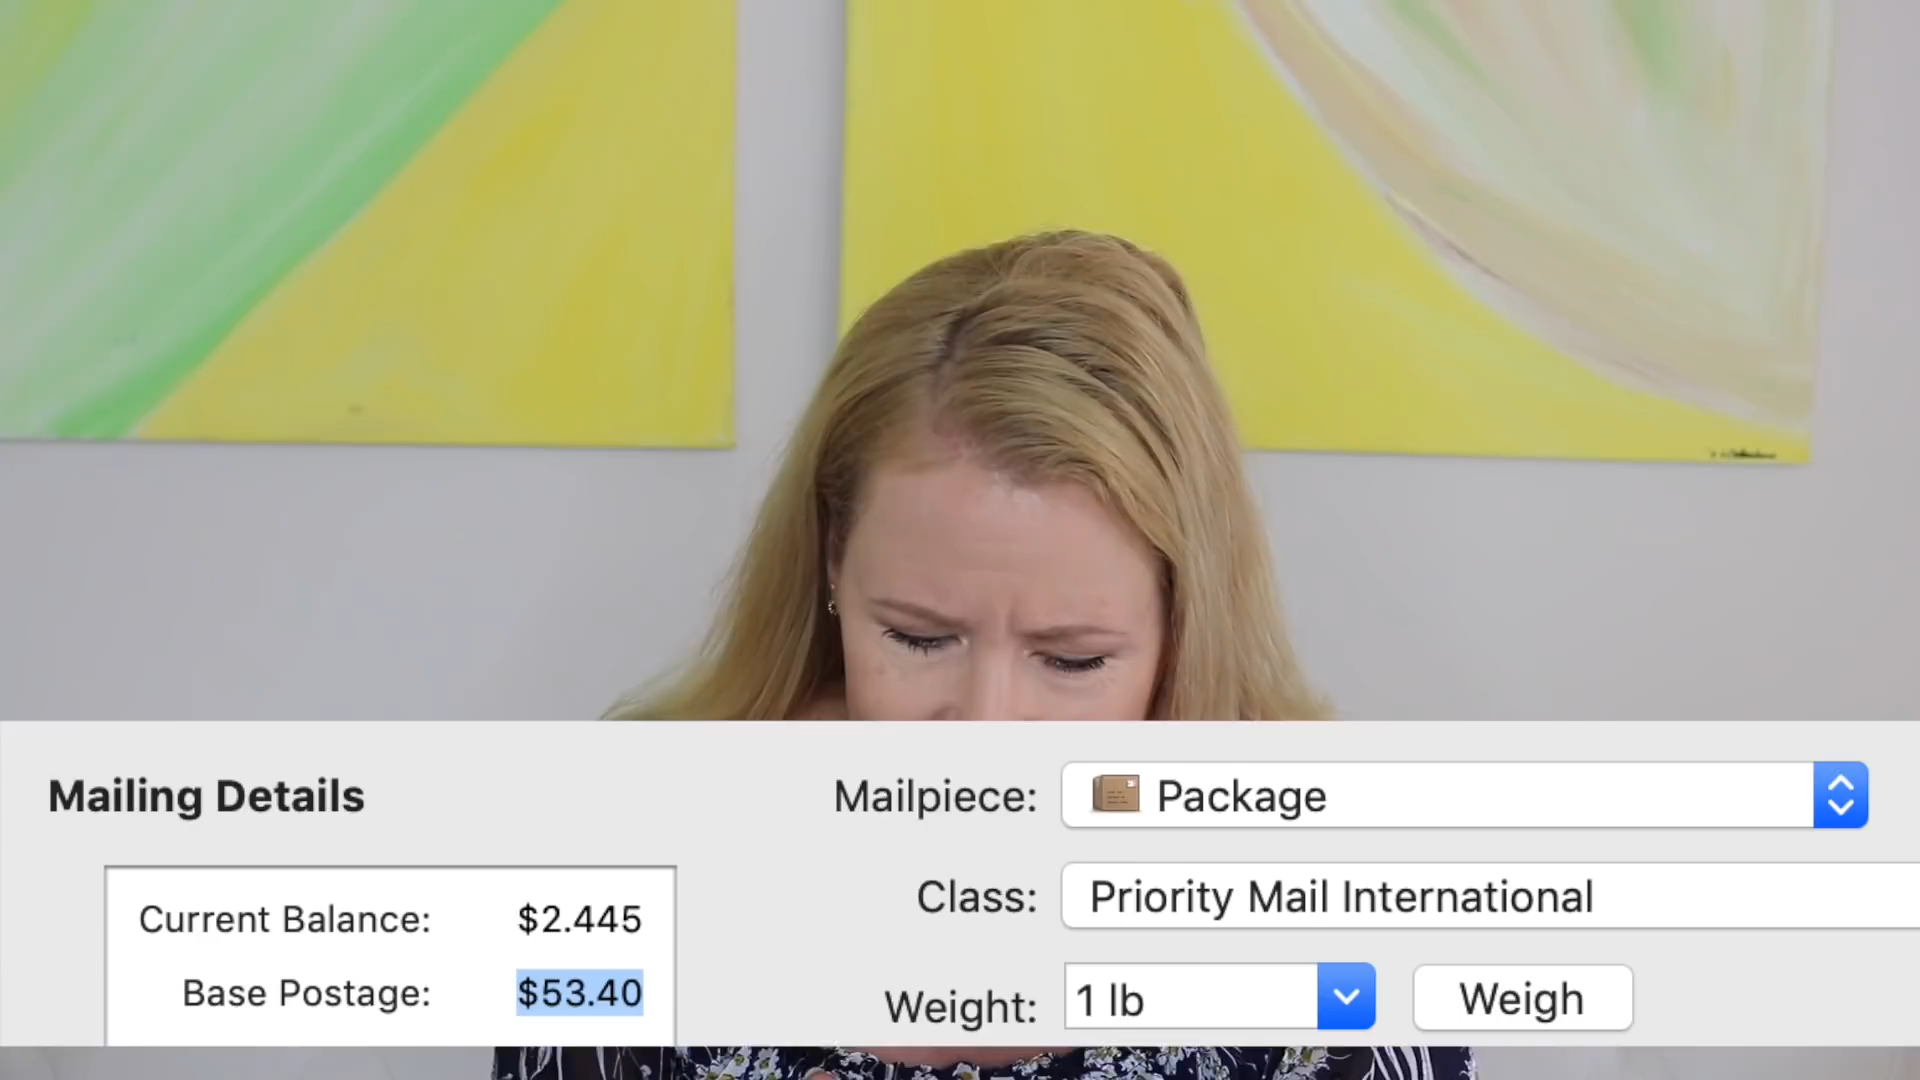 Mailing Details
Current Balance: $2.445
Base Postage: $53.40
Mailpiece: Package
Class: Priority Mail International
Weight: 1 lb Weigh